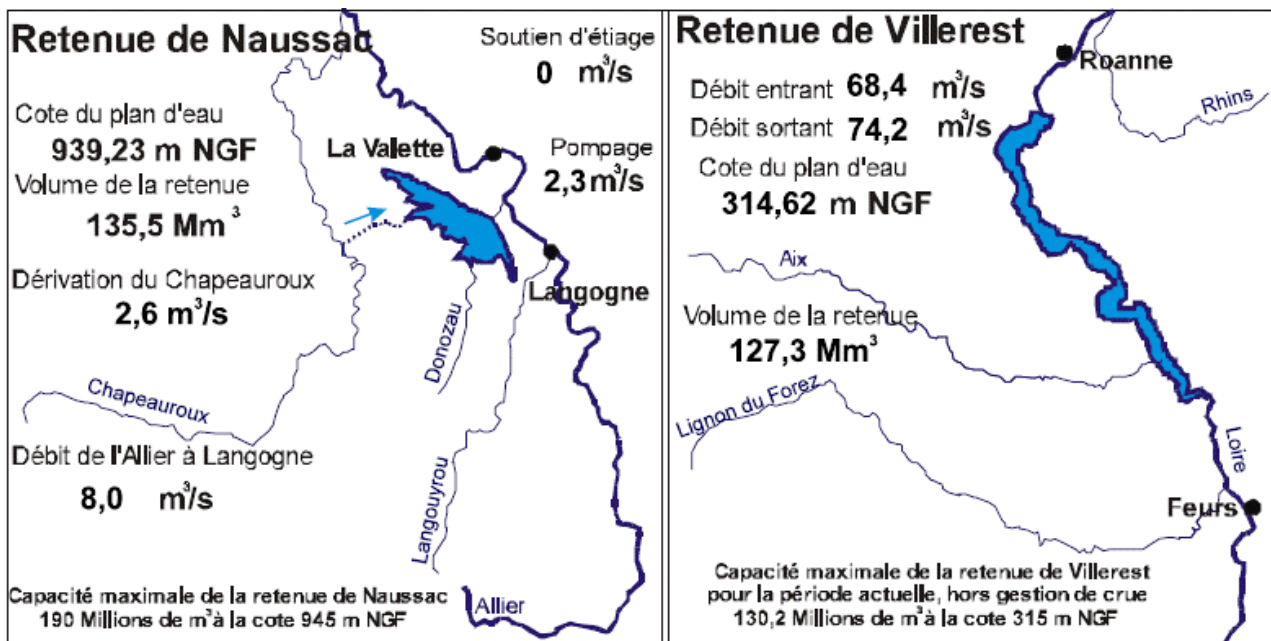 Retenue de Naussac
Soutien d'étiage
0 m³/s
Cote du plan d'eau
939,23 m NGF
La Valette
Pompage
2,3 m³/s
Volume de la retenue
135,5 Mm³
Dérivation du Chapeauroux
2,6 m³/s
Langogne
Donozau
Chapeauroux
Débit de l'Allier à Langogne
8,0 m³/s
Langouyrou
Capacité maximale de la retenue de Naussac
190 Millions de m³ à la cote 945 m NGF
Allier
Retenue de Villerest
Roanne
Débit entrant 68,4 m³/s
Rhins
Débit sortant 74,2 m³/s
Cote du plan d'eau
314,62 m NGF
Aix
Volume de la retenue
127,3 Mm³
Lignon du Forez
Loire
Feurs
Capacité maximale de la retenue de Villerest
pour la période actuelle, hors gestion de crue
130,2 Millions de m³ à la cote 315 m NGF